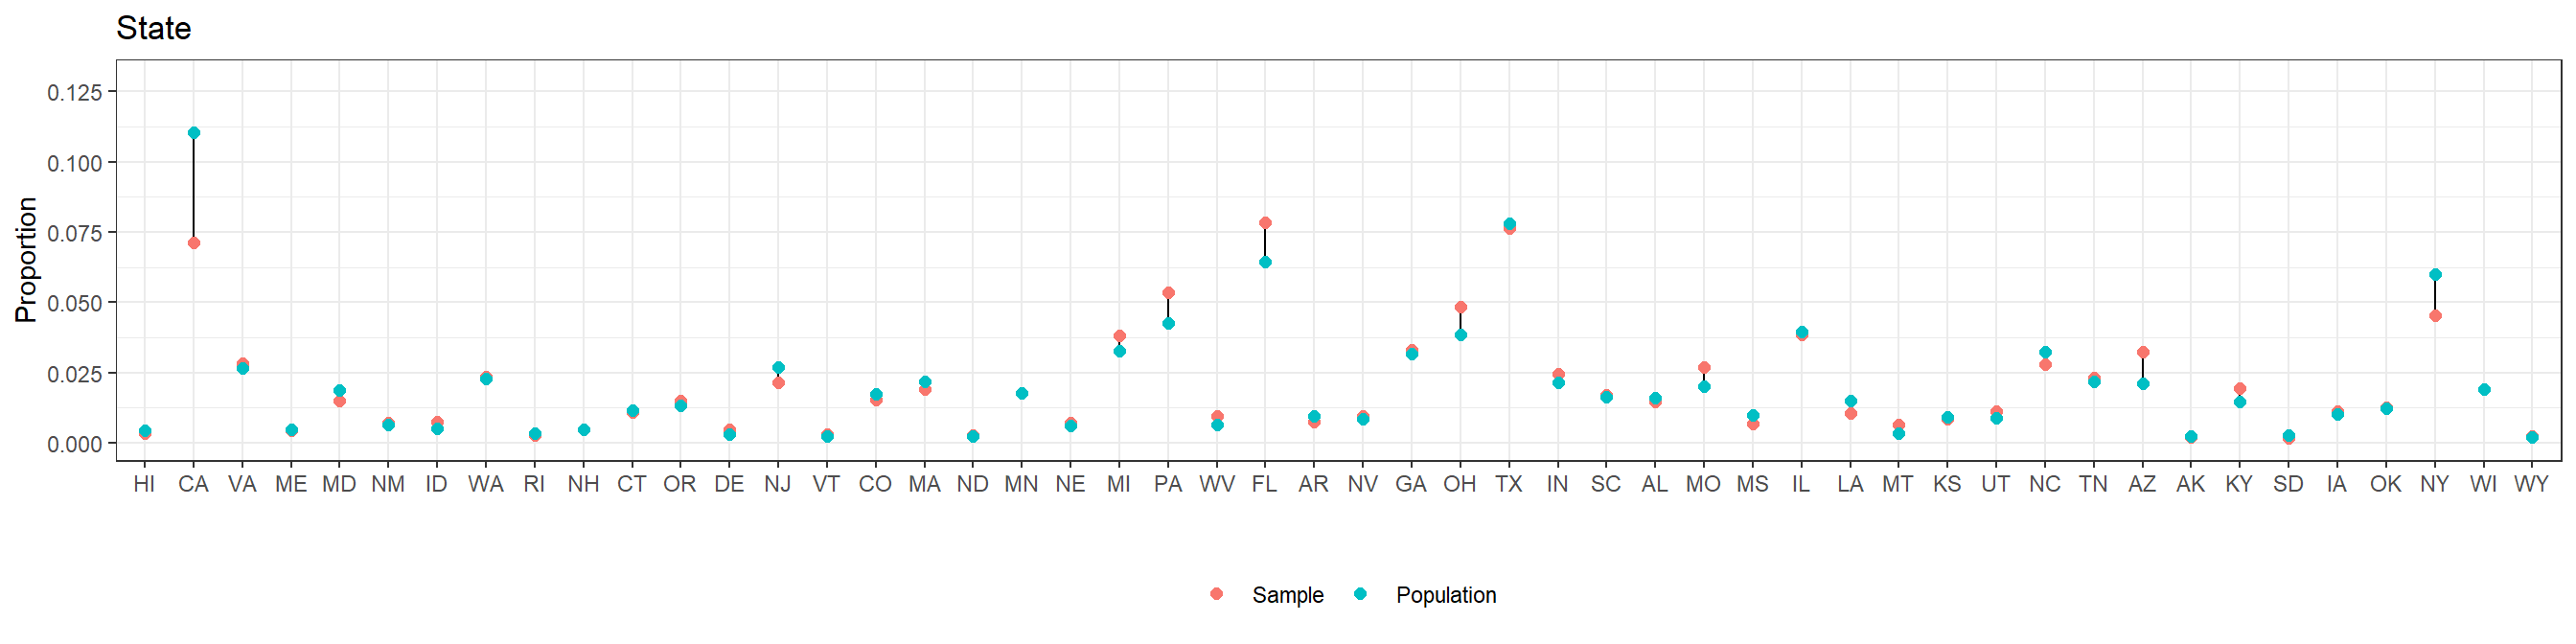 State
Proportion
0.125
0.100
0.075
0.050
0.025
0.000
HI CA VA ME MD NM ID WA RI NH CT OR DE NJ VT CO MA ND MN NE MI PA WV FL AR NV GA OH TX IN SC AL MO MS IL LA MT KS UT NC TN AZ AK KY SD IA OK NY WI WY
Sample Population